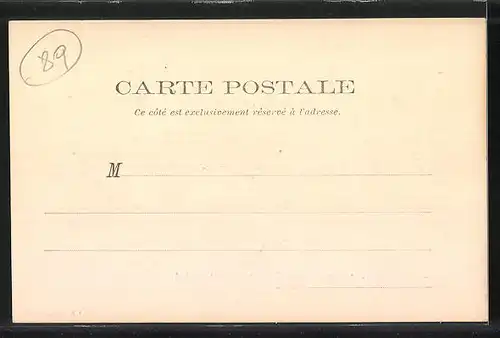 89
CARTE POSTALE
Ce côté est exclusivement réservé à l'adresse.
M